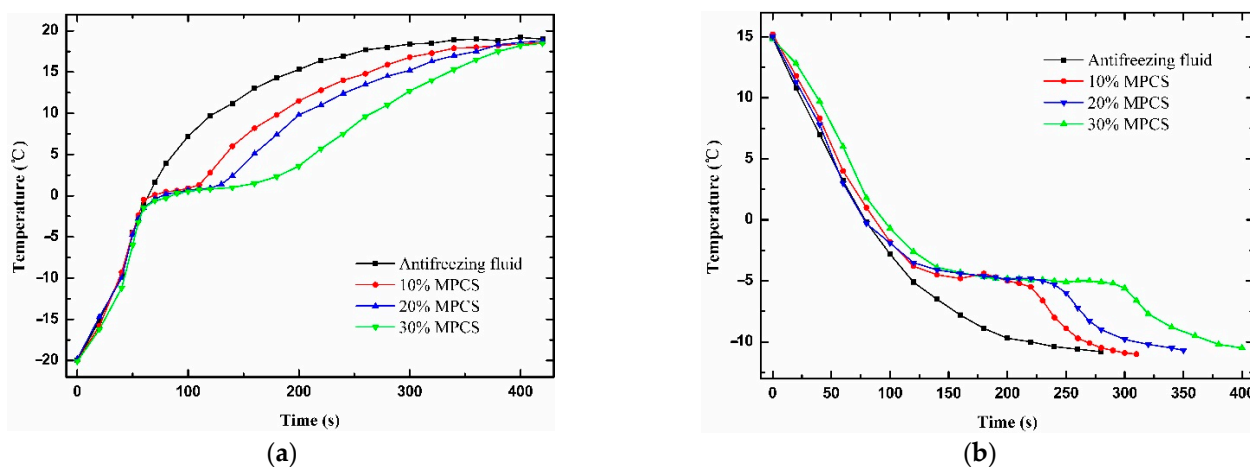 20
15
10
5
0
−5
−10
−15
−20
Temperature (℃)
Antifreezing fluid
10% MPCS
20% MPCS
30% MPCS
0 100 200 300 400
Time (s)
(a)
15
10
5
0
−5
−10
Temperature (℃)
Antifreezing fluid
10% MPCS
20% MPCS
30% MPCS
0 50 100 150 200 250 300 350 400
Time (s)
(b)